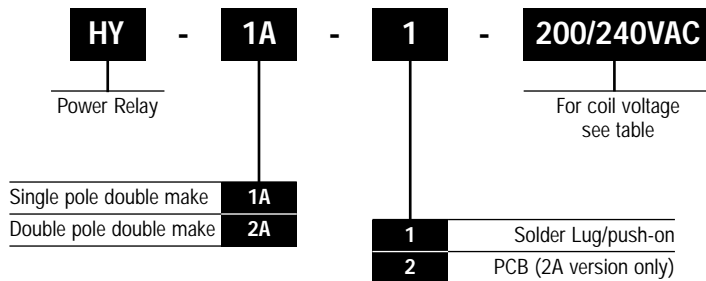 HY - 1A - 1 - 200/240VAC
Power Relay
For coil voltage
see table
Single pole double make 1A
Double pole double make 2A
1 Solder Lug/push-on
2 PCB (2A version only)